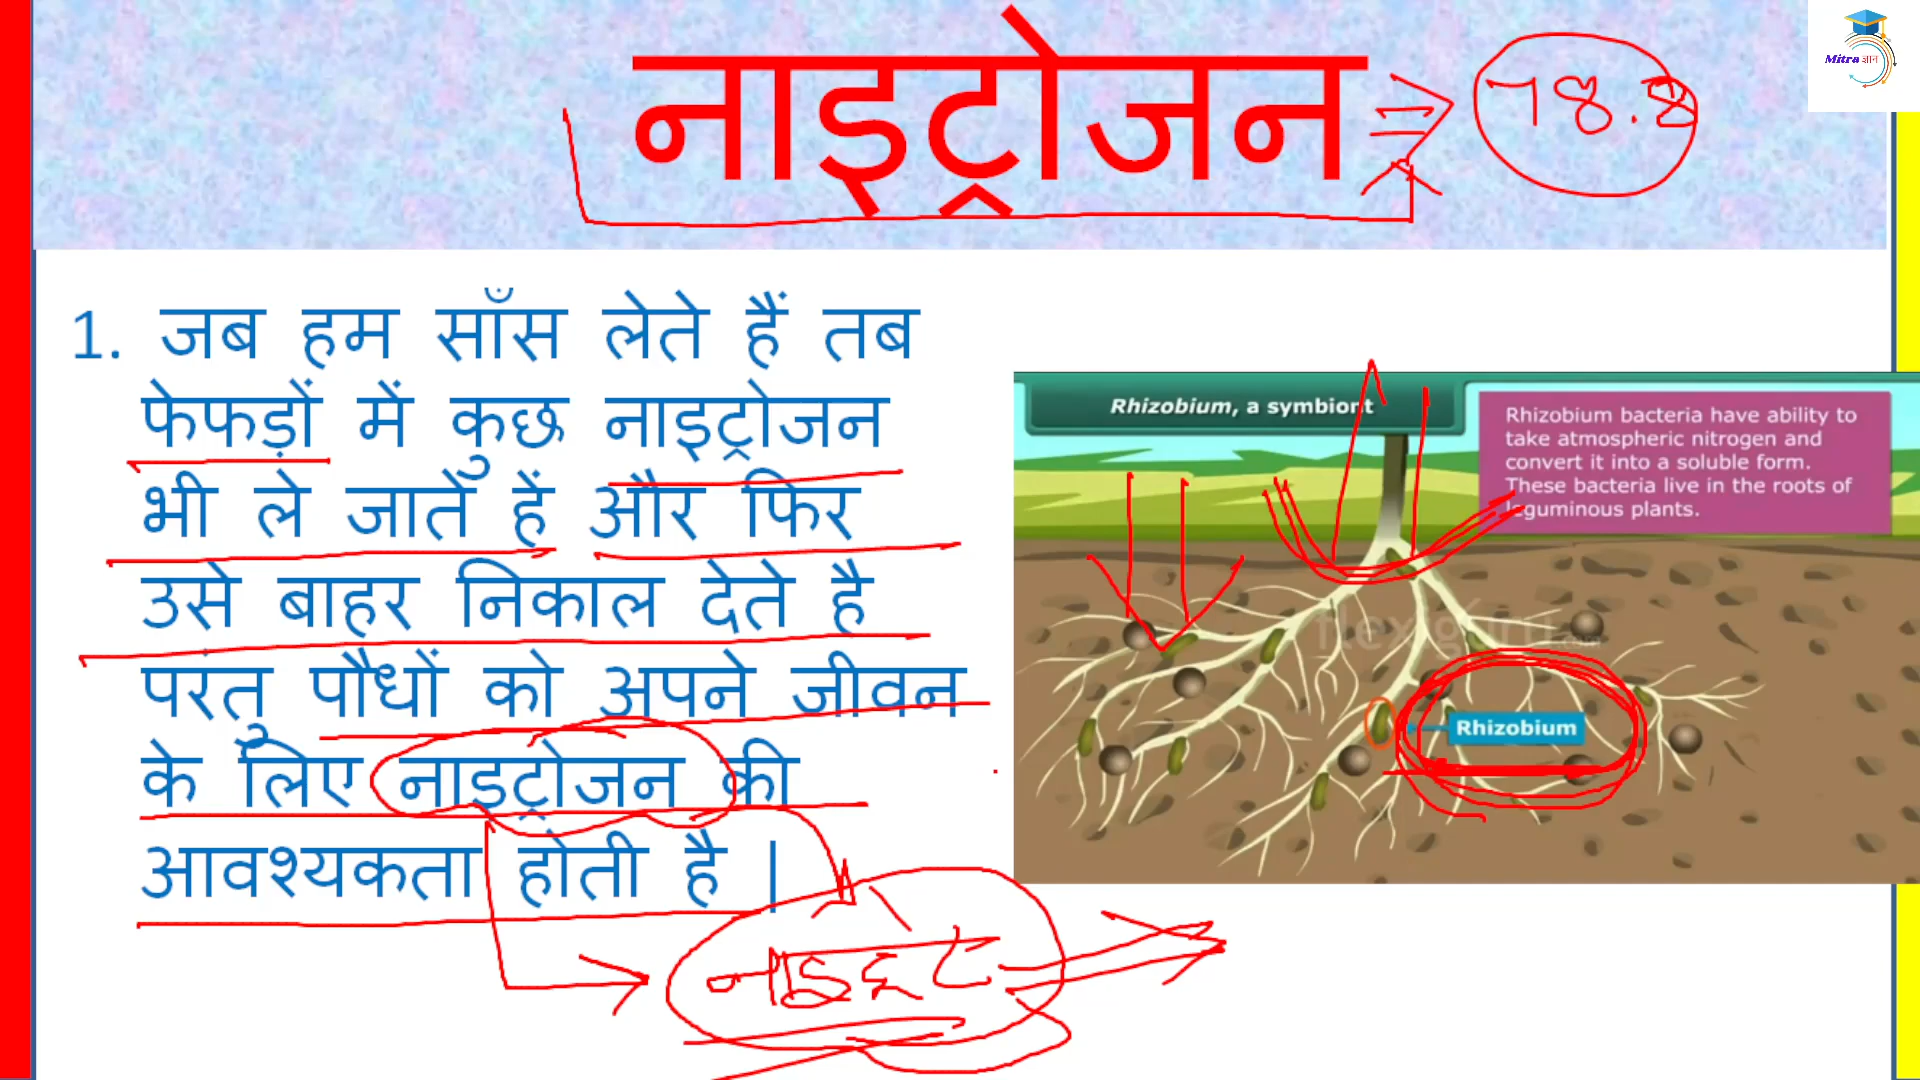 नाइट्रोजन
78.8
Mitra ज्ञान
1. जब हम साँस लेते हैं तब
फेफड़ों में कुछ नाइट्रोजन
भी ले जाते हें और फिर
उसे बाहर निकाल देते है
परंतु पौधों को अपने जीवन
के लिए नाइट्रोजन की
आवश्यकता होती है |
Rhizobium, a symbiont
Rhizobium bacteria have ability to
take atmospheric nitrogen and
convert it into a soluble form.
These bacteria live in the roots of
leguminous plants.
Rhizobium